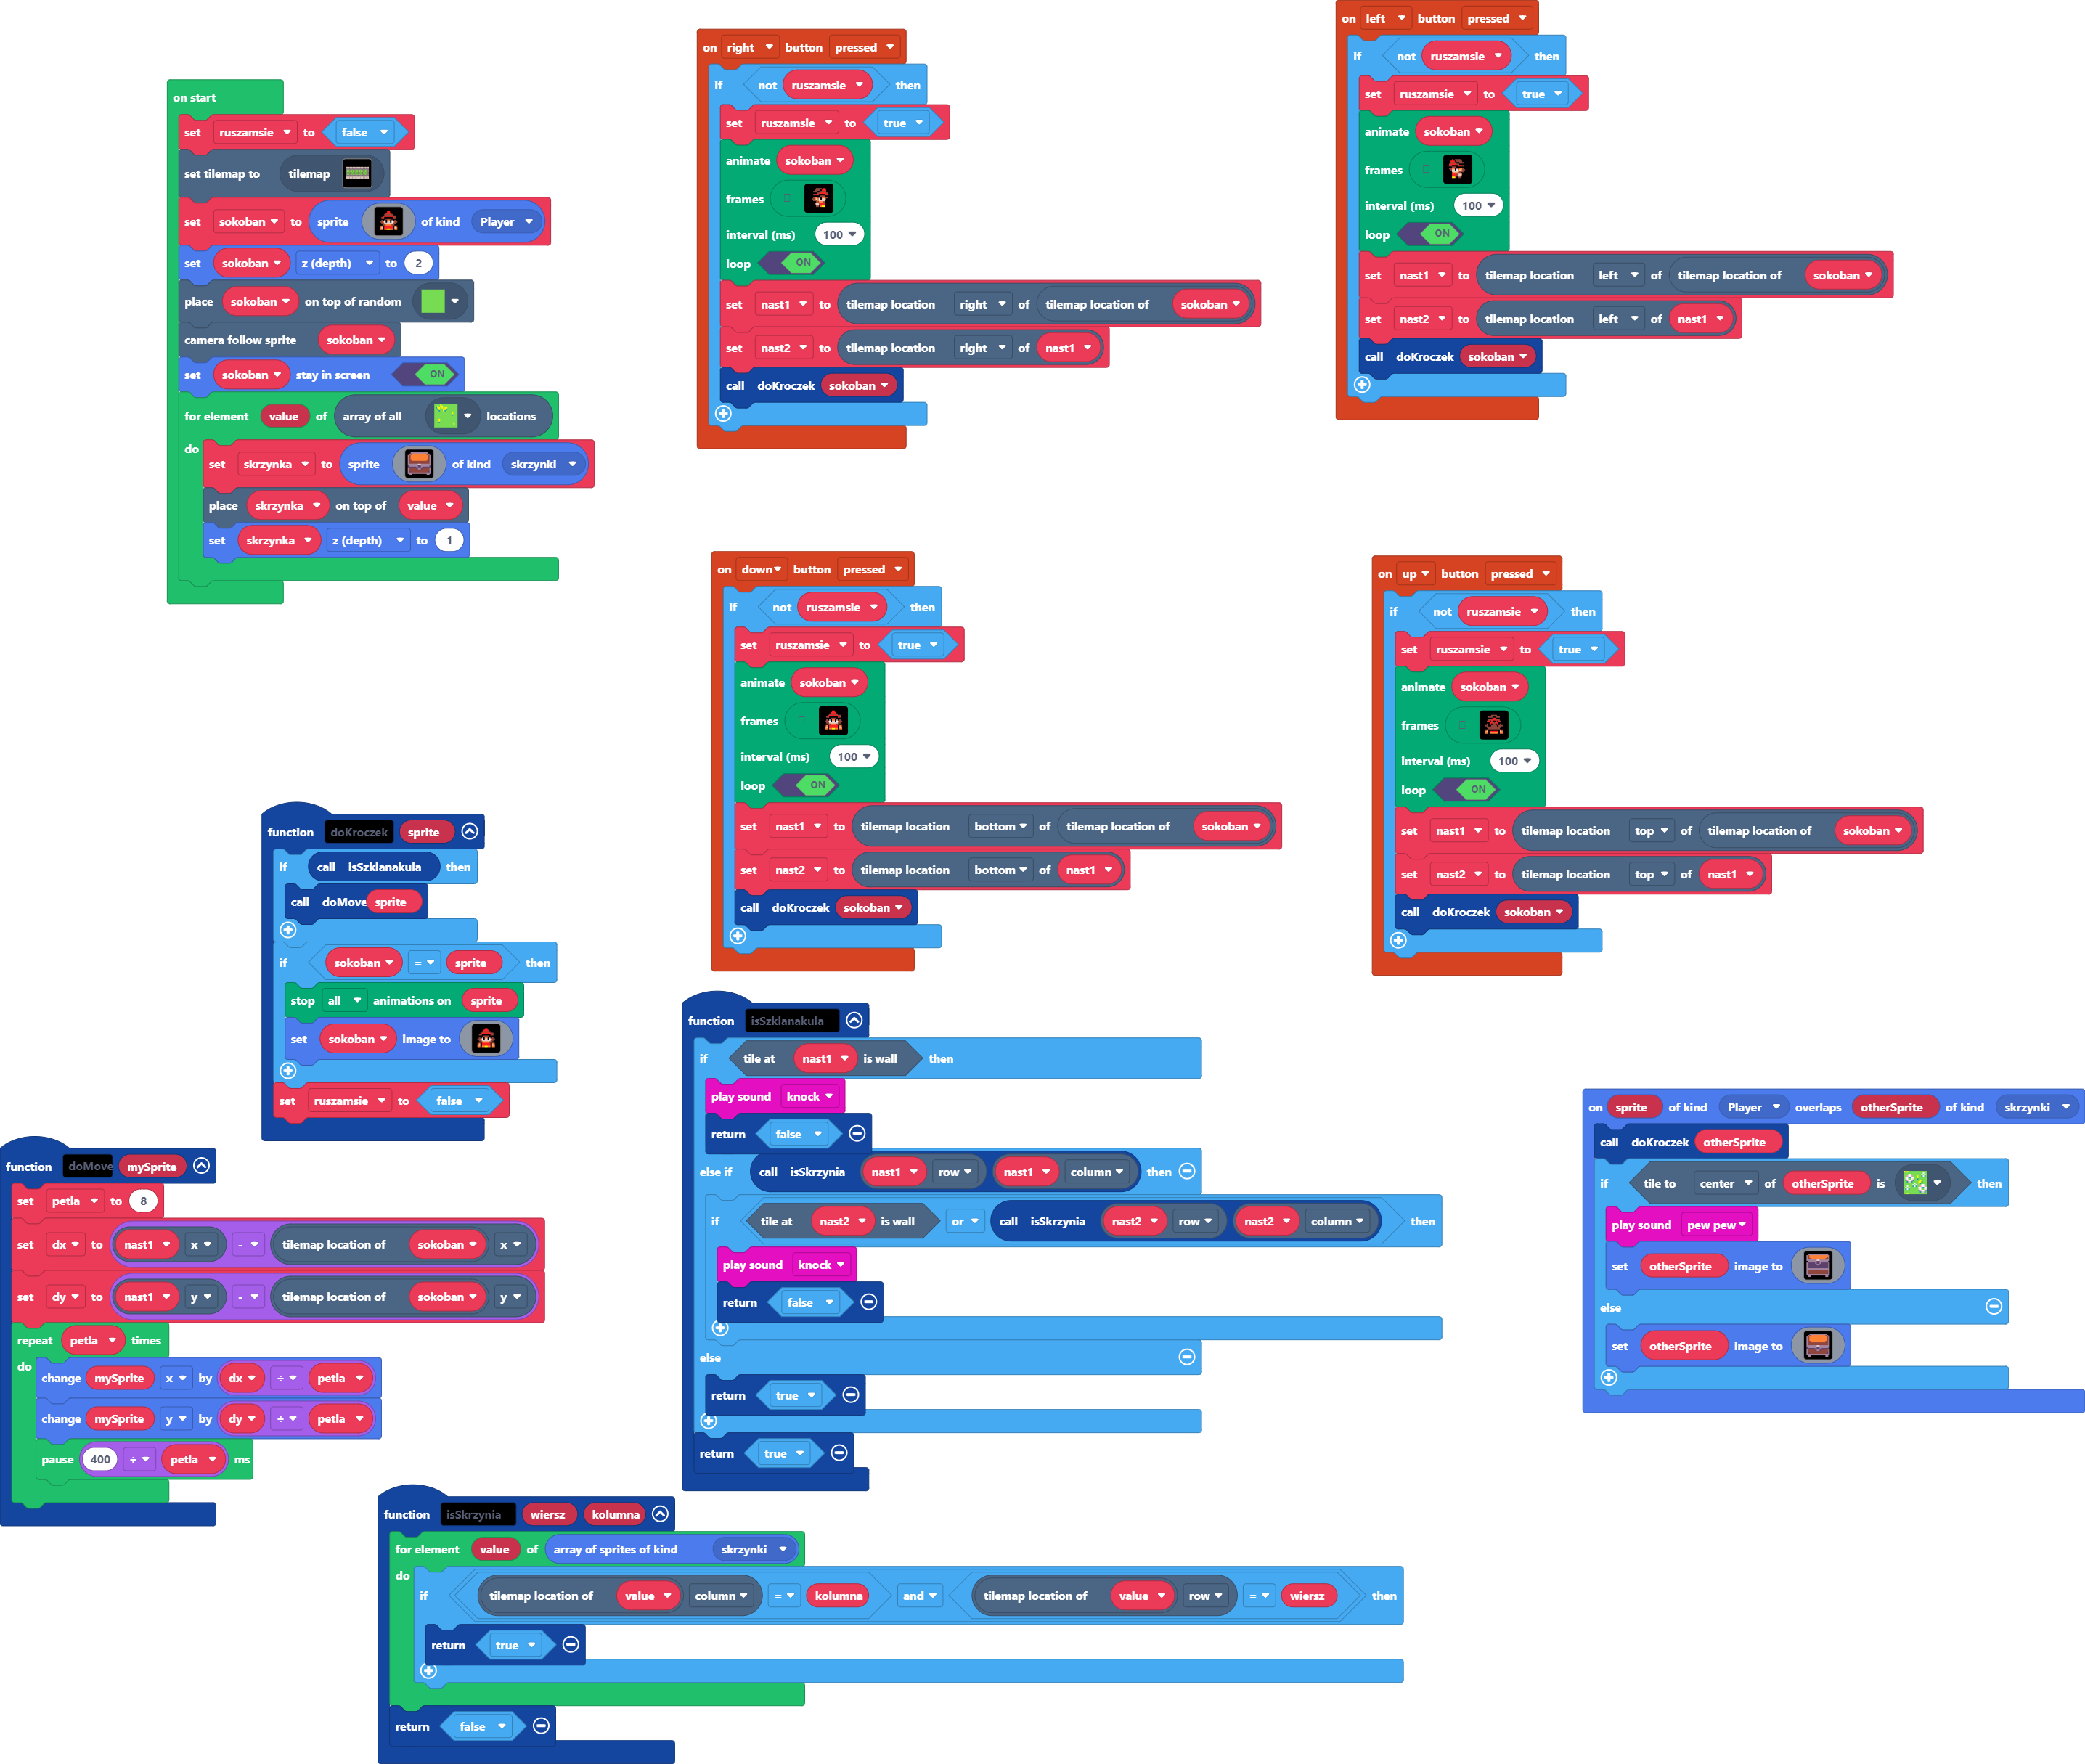 on start
set ruszamsie to false
set tilemap to tilemap
set sokoban to sprite of kind Player
set sokoban z (depth) to 2
place sokoban on top of random
camera follow sprite sokoban
set sokoban stay in screen ON
for element value of array of all locations
do
set skrzynka to sprite of kind skrzynki
place skrzynka on top of value
set skrzynka z (depth) to 1
on right button pressed
if not ruszamsie then
set ruszamsie to true
animate sokoban
frames
interval (ms) 100
loop ON
set nast1 to tilemap location right of tilemap location of sokoban
set nast2 to tilemap location right of nast1
call doKroczek sokoban
on left button pressed
if not ruszamsie then
set ruszamsie to true
animate sokoban
frames
interval (ms) 100
loop ON
set nast1 to tilemap location left of tilemap location of sokoban
set nast2 to tilemap location left of nast1
call doKroczek sokoban
on down button pressed
if not ruszamsie then
set ruszamsie to true
animate sokoban
frames
interval (ms) 100
loop ON
set nast1 to tilemap location bottom of tilemap location of sokoban
set nast2 to tilemap location bottom of nast1
call doKroczek sokoban
on up button pressed
if not ruszamsie then
set ruszamsie to true
animate sokoban
frames
interval (ms) 100
loop ON
set nast1 to tilemap location top of tilemap location of sokoban
set nast2 to tilemap location top of nast1
call doKroczek sokoban
function doKroczek sprite
if call isSzklanakula then
call doMove sprite
if sokoban = sprite then
stop all animations on sprite
set sokoban image to
set ruszamsie to false
function isSzklanakula
if tile at nast1 is wall then
play sound knock
return false
else if call isSkrzynia nast1 row nast1 column then
if tile at nast2 is wall or call isSkrzynia nast2 row nast2 column then
play sound knock
return false
else
return true
return true
on sprite of kind Player overlaps otherSprite of kind skrzynki
call doKroczek otherSprite
if tile to center of otherSprite is then
play sound pew pew
set otherSprite image to
else
set otherSprite image to
function doMove mySprite
set petla to 8
set dx to nast1 x - tilemap location of sokoban x
set dy to nast1 y - tilemap location of sokoban y
repeat petla times
do
change mySprite x by dx ÷ petla
change mySprite y by dy ÷ petla
pause 400 ÷ petla ms
function isSkrzynia wiersz kolumna
for element value of array of sprites of kind skrzynki
do
if tilemap location of value column = kolumna and tilemap location of value row = wiersz then
return true
return false